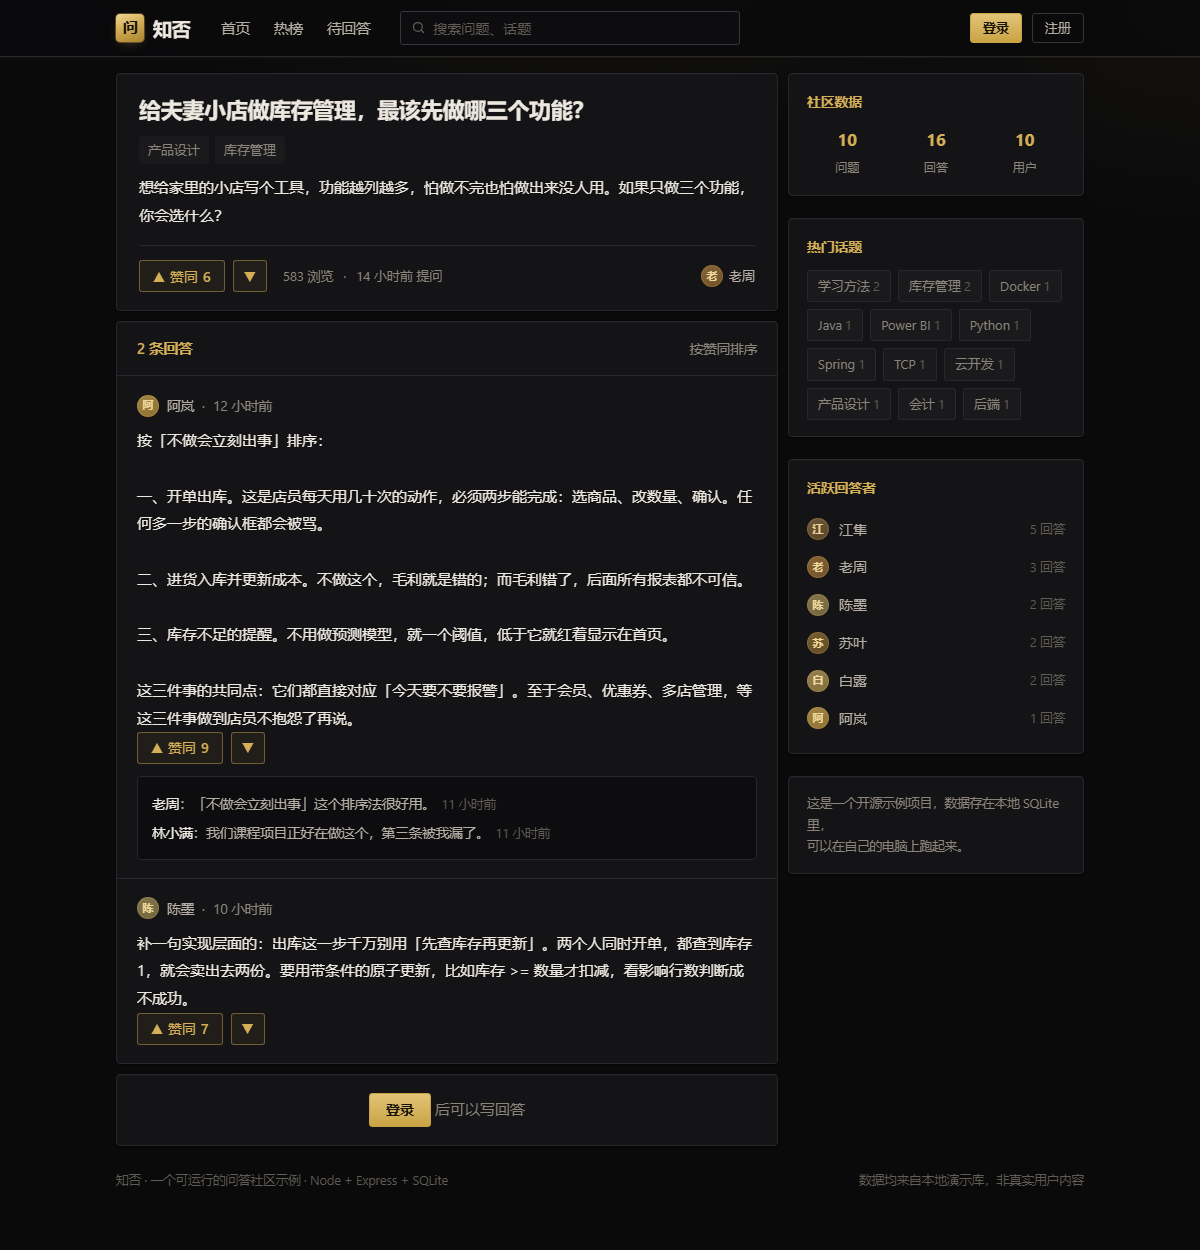 问 知否 首页 热榜 待回答 搜索问题、话题 登录 注册
给夫妻小店做库存管理，最该先做哪三个功能？
产品设计 库存管理
想给家里的小店写个工具，功能越列越多，怕做不完也怕做出来没人用。如果只做三个功能，
你会选什么？
▲ 赞同 6 ▼ 583 浏览 · 14 小时前 提问 老 老周
2 条回答 按赞同排序
阿 阿岚 · 12 小时前
按「不做会立刻出事」排序：
一、开单出库。这是店员每天用几十次的动作，必须两步能完成：选商品、改数量、确认。任
何多一步的确认框都会被骂。
二、进货入库并更新成本。不做这个，毛利就是错的；而毛利错了，后面所有报表都不可信。
三、库存不足的提醒。不用做预测模型，就一个阈值，低于它就红着显示在首页。
这三件事的共同点：它们都直接对应「今天要不要报警」。至于会员、优惠券、多店管理，等
这三件事做到店员不抱怨了再说。
▲ 赞同 9 ▼
老周：「不做会立刻出事」这个排序法很好用。 11 小时前
林小满：我们课程项目正好在做这个，第三条被我漏了。 11 小时前
陈 陈墨 · 10 小时前
补一句实现层面的：出库这一步千万别用「先查库存再更新」。两个人同时开单，都查到库存
1，就会卖出去两份。要用带条件的原子更新，比如库存 >= 数量才扣减，看影响行数判断成
不成功。
▲ 赞同 7 ▼
登录 后可以写回答
社区数据
10 16 10
问题 回答 用户
热门话题
学习方法 2 库存管理 2 Docker 1
Java 1 Power BI 1 Python 1
Spring 1 TCP 1 云开发 1
产品设计 1 会计 1 后端 1
活跃回答者
江 江隼 5 回答
老 老周 3 回答
陈 陈墨 2 回答
苏 苏叶 2 回答
白 白露 2 回答
阿 阿岚 1 回答
这是一个开源示例项目，数据存在本地 SQLite
里，
可以在自己的电脑上跑起来。
知否 · 一个可运行的问答社区示例 · Node + Express + SQLite 数据均来自本地演示库，非真实用户内容